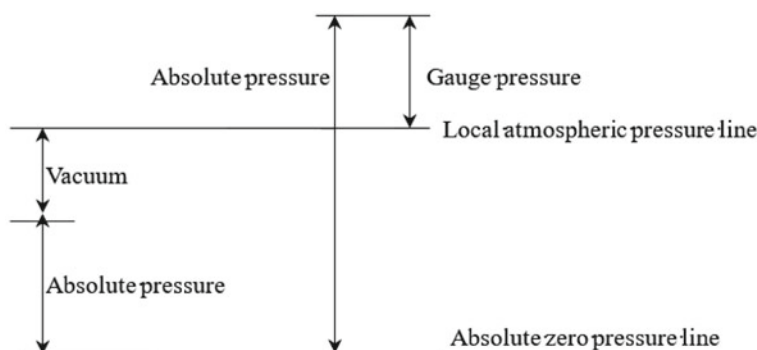 Absolute pressure
Gauge pressure
Local atmospheric pressure line
Vacuum
Absolute pressure
Absolute zero pressure line